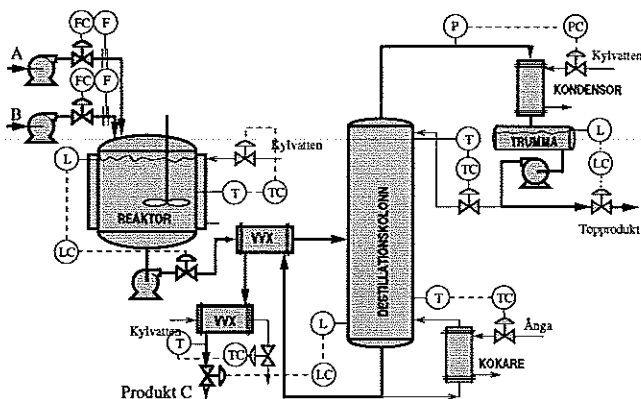 FC F
A
FC F
B
P PC
Kylvatten
KONDENSOR
L
TRUMMA
LC
Topprodukt
L
Kylvatten
T TC
REAKTOR
LC
T
TC
DESTILLATIONSKOLONN
VVX
VVX
Kylvatten
T
TC
L
LC
Produkt C
T TC
Ånga
KOKARE